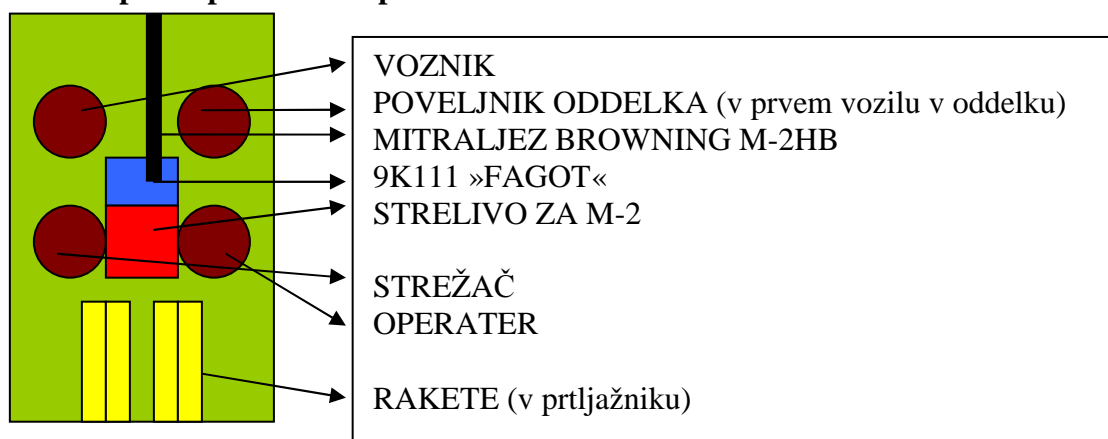 VOZNIK
POVELJNIK ODDELKA (v prvem vozilu v oddelku)
MITRALJEZ BROWNING M-2HB
9K111 »FAGOT«
STRELIVO ZA M-2
STREŽAČ
OPERATER
RAKETE (v prtljažniku)